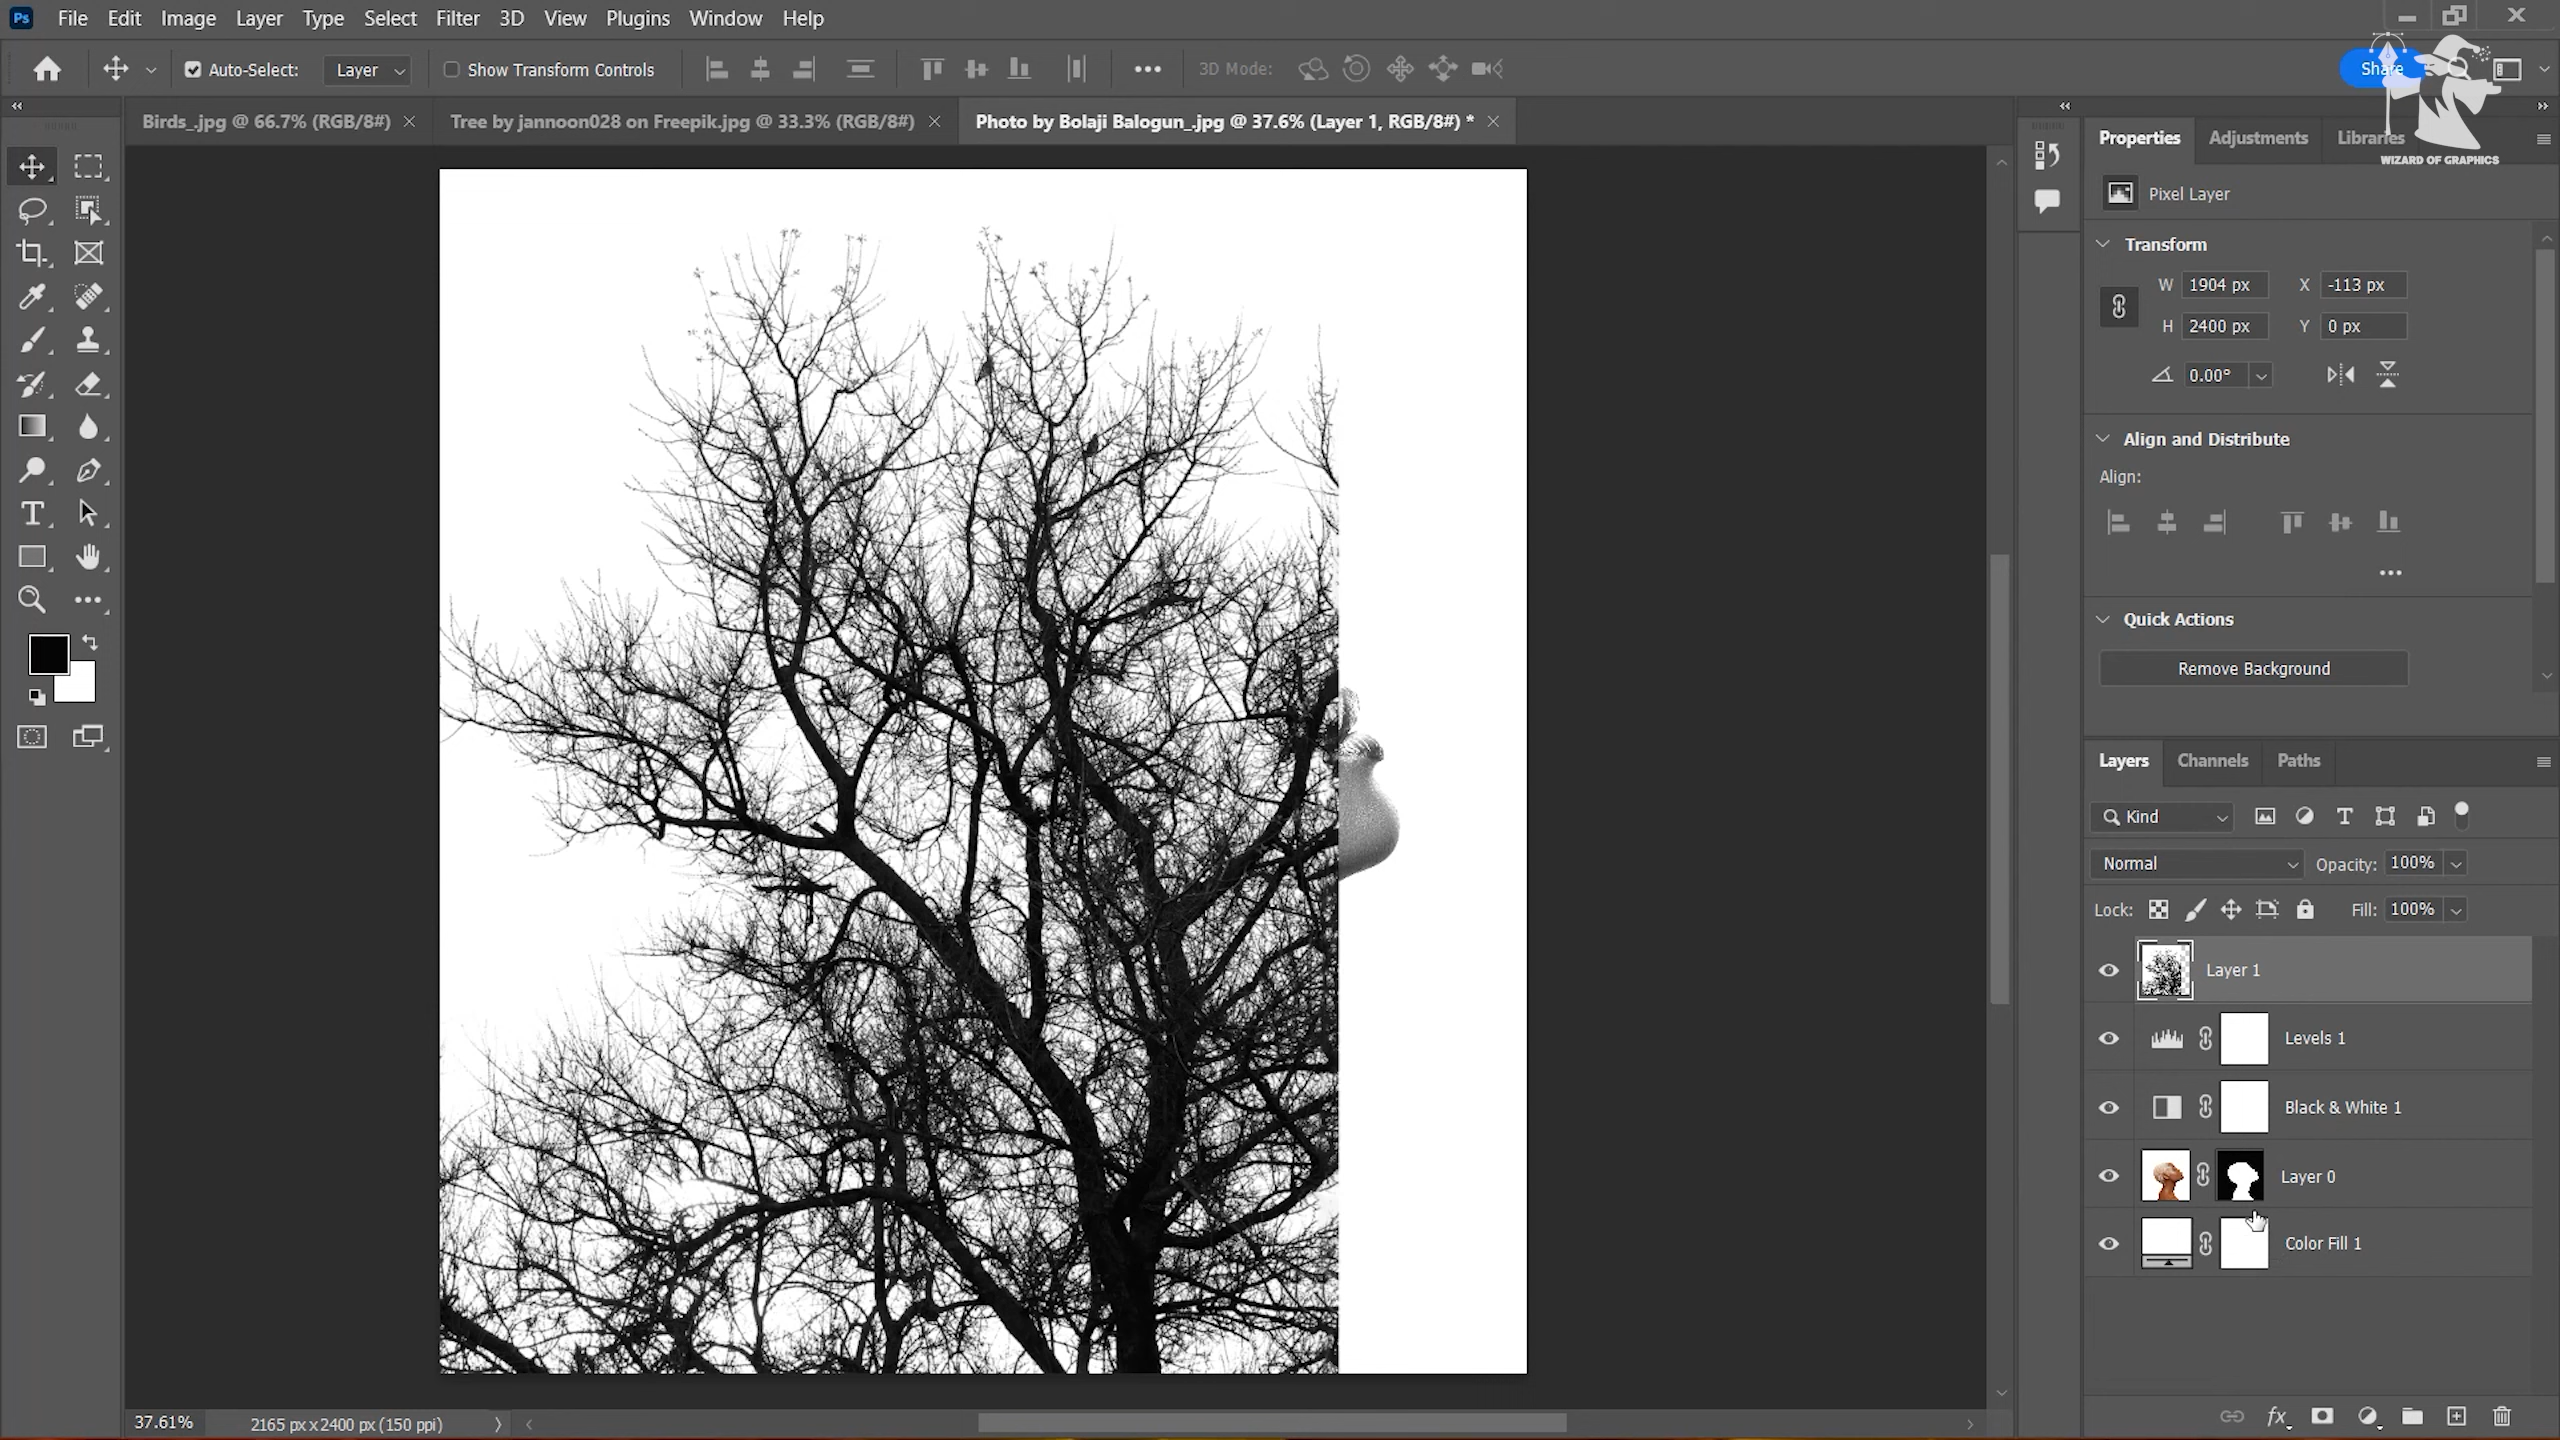 Ps File Edit Image Layer Type Select Filter 3D View Plugins Window Help
Auto-Select: Layer Show Transform Controls 3D Mode: Share
WIZARD OF GRAPHICS
Birds_.jpg @ 66.7% (RGB/8#) Tree by jannoon028 on Freepik.jpg @ 33.3% (RGB/8#) Photo by Bolaji Balogun_.jpg @ 37.6% (Layer 1, RGB/8#) *
Properties Adjustments Libraries
Pixel Layer
Transform
W 1904 px X -113 px
H 2400 px Y 0 px
0.00°
Align and Distribute
Align:
Quick Actions
Remove Background
Layers Channels Paths
Kind
Normal Opacity: 100%
Lock: Fill: 100%
Layer 1
Levels 1
Black & White 1
Layer 0
Color Fill 1
fx
37.61% 2165 px x 2400 px (150 ppi)